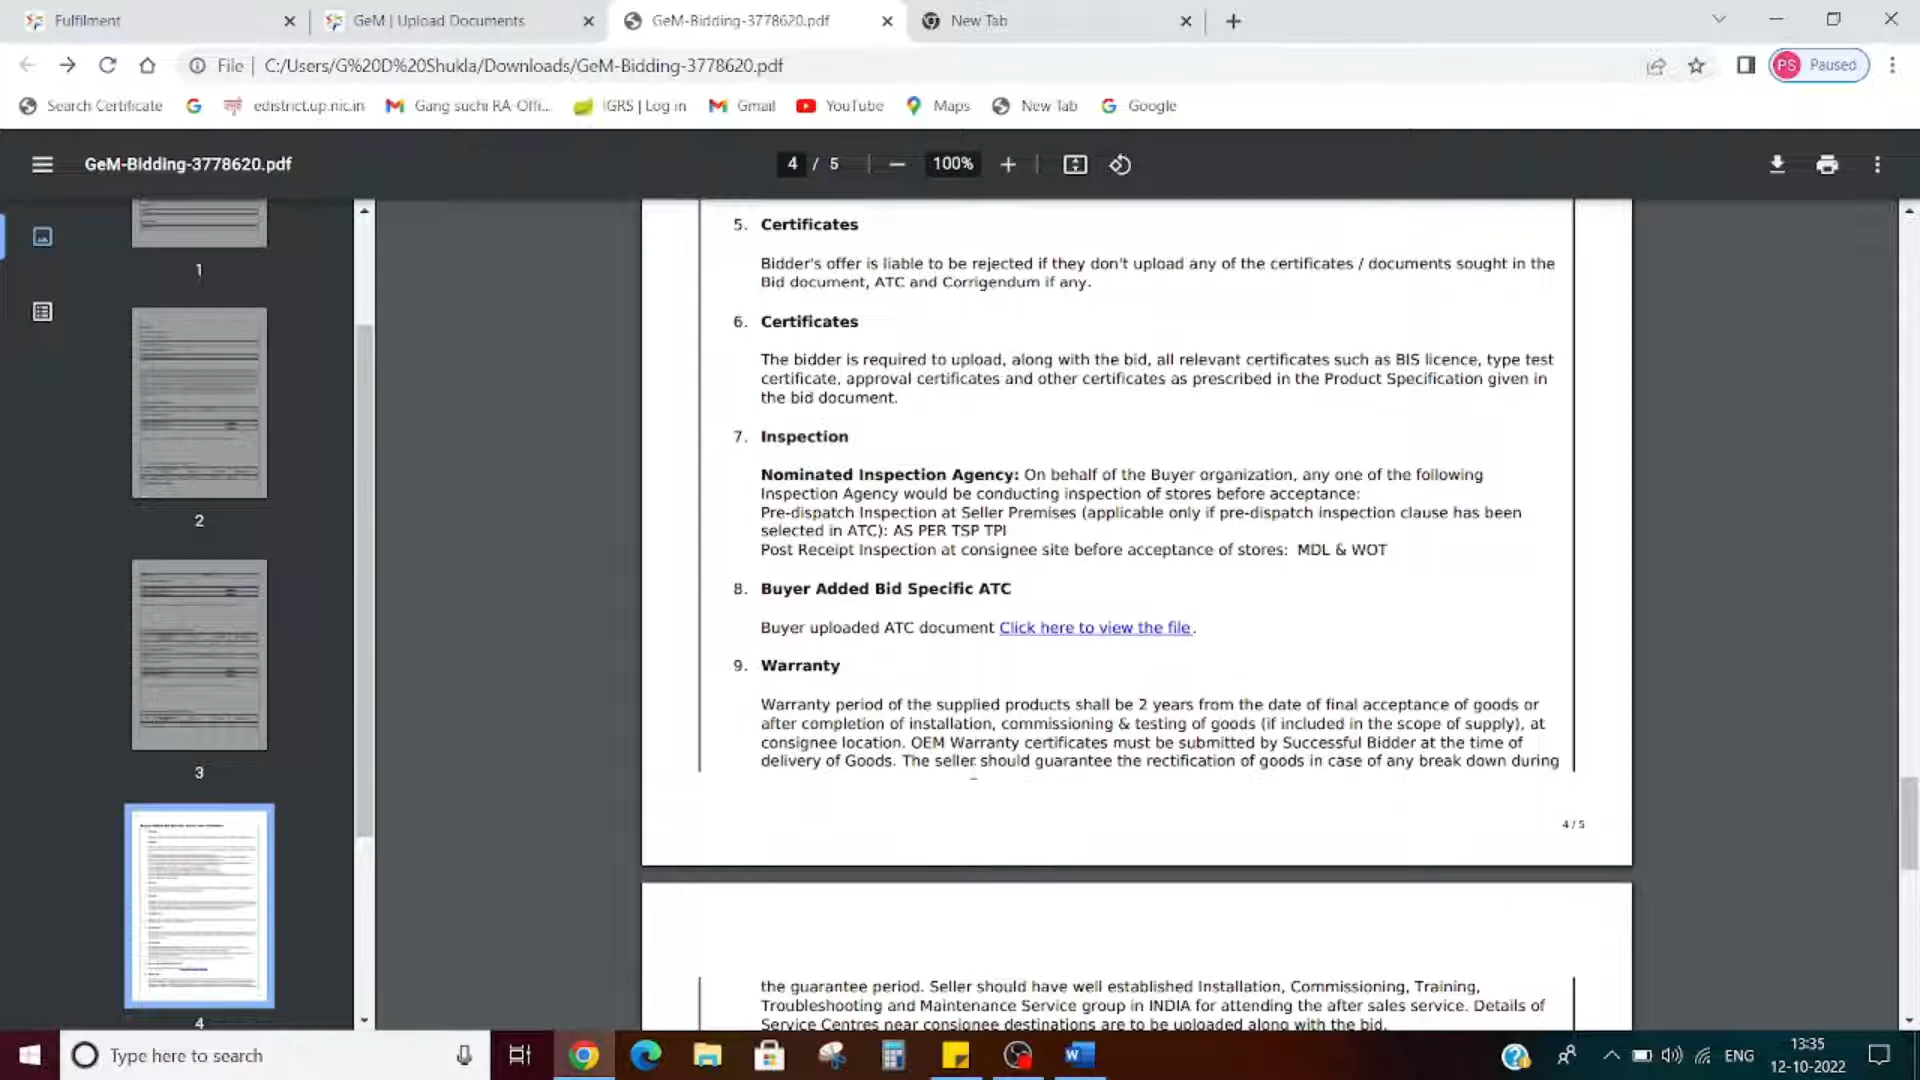 Fulfilment
GeM | Upload Documents
GeM-Bidding-3778620.pdf
New Tab
File | C:/Users/G%20D%20Shukla/Downloads/GeM-Bidding-3778620.pdf
PS Paused
Search Certificate
edistrict.up.nic.in
Gang suchi RA-Offi...
IGRS | Log in
Gmail
YouTube
Maps
New Tab
Google
GeM-Bidding-3778620.pdf
4 / 5
100%
1
2
3
4
5. Certificates
Bidder's offer is liable to be rejected if they don't upload any of the certificates / documents sought in the
Bid document, ATC and Corrigendum if any.
6. Certificates
The bidder is required to upload, along with the bid, all relevant certificates such as BIS licence, type test
certificate, approval certificates and other certificates as prescribed in the Product Specification given in
the bid document.
7. Inspection
Nominated Inspection Agency: On behalf of the Buyer organization, any one of the following
Inspection Agency would be conducting inspection of stores before acceptance:
Pre-dispatch Inspection at Seller Premises (applicable only if pre-dispatch inspection clause has been
selected in ATC): AS PER TSP TPI
Post Receipt Inspection at consignee site before acceptance of stores: MDL & WOT
8. Buyer Added Bid Specific ATC
Buyer uploaded ATC document Click here to view the file.
9. Warranty
Warranty period of the supplied products shall be 2 years from the date of final acceptance of goods or
after completion of installation, commissioning & testing of goods (if included in the scope of supply), at
consignee location. OEM Warranty certificates must be submitted by Successful Bidder at the time of
delivery of Goods. The seller should guarantee the rectification of goods in case of any break down during
4 / 5
the guarantee period. Seller should have well established Installation, Commissioning, Training,
Troubleshooting and Maintenance Service group in INDIA for attending the after sales service. Details of
Service Centres near consignee destinations are to be uploaded along with the bid.
Type here to search
ENG
13:35
12-10-2022